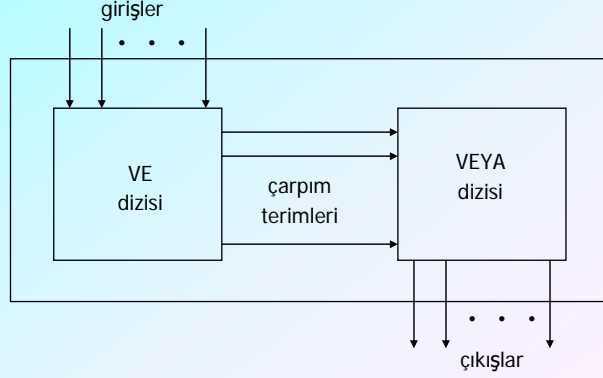 girişler
VE
dizisi
çarpım
terimleri
VEYA
dizisi
çıkışlar